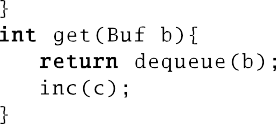 }
int get(Buf b){
   return dequeue(b);
   inc(c);
}